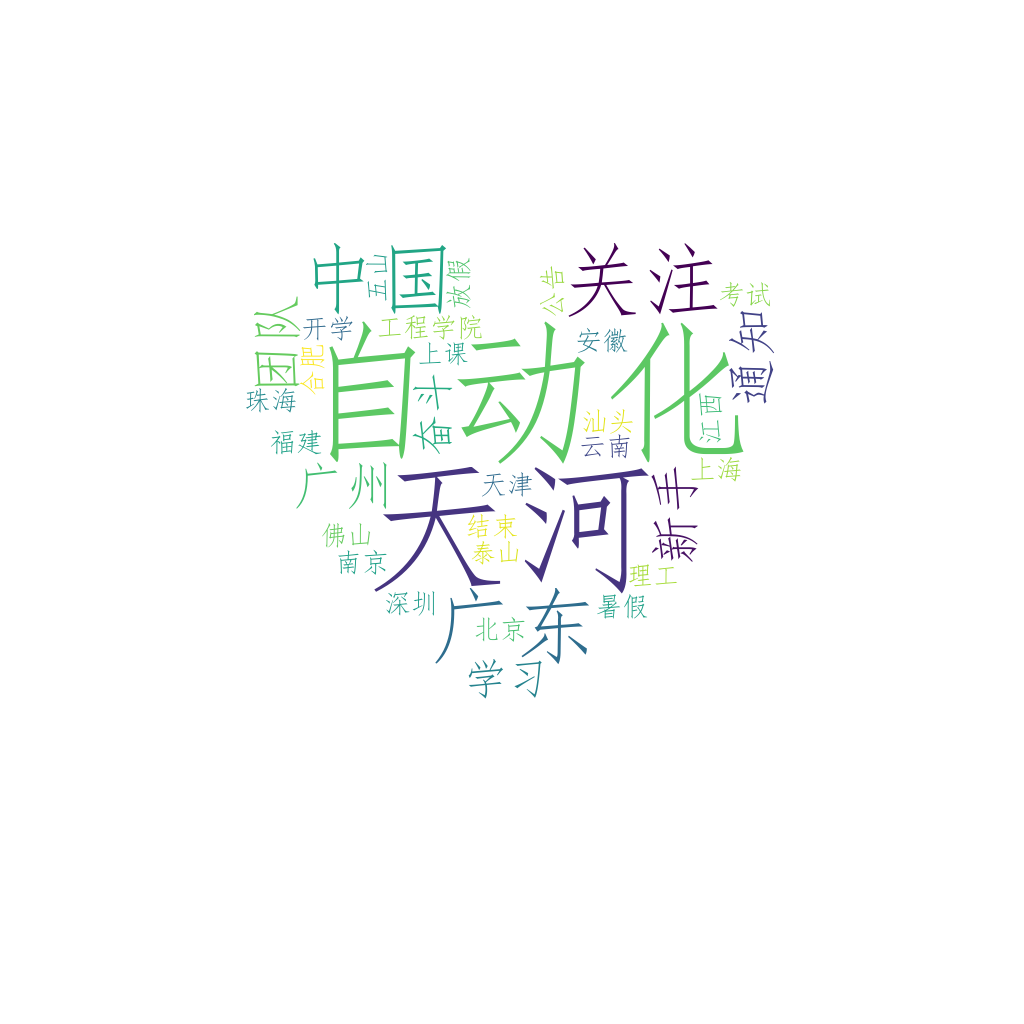 中国
五山
放假
公告
关注
考试
团队
开学
工程学院
安徽
通知
合肥
上课
自动化
珠海
奋斗
汕头
江西
福建
云南
上海
广州
天津
天河
新手
结束
佛山
泰山
南京
理工
深圳
广东
暑假
北京
学习